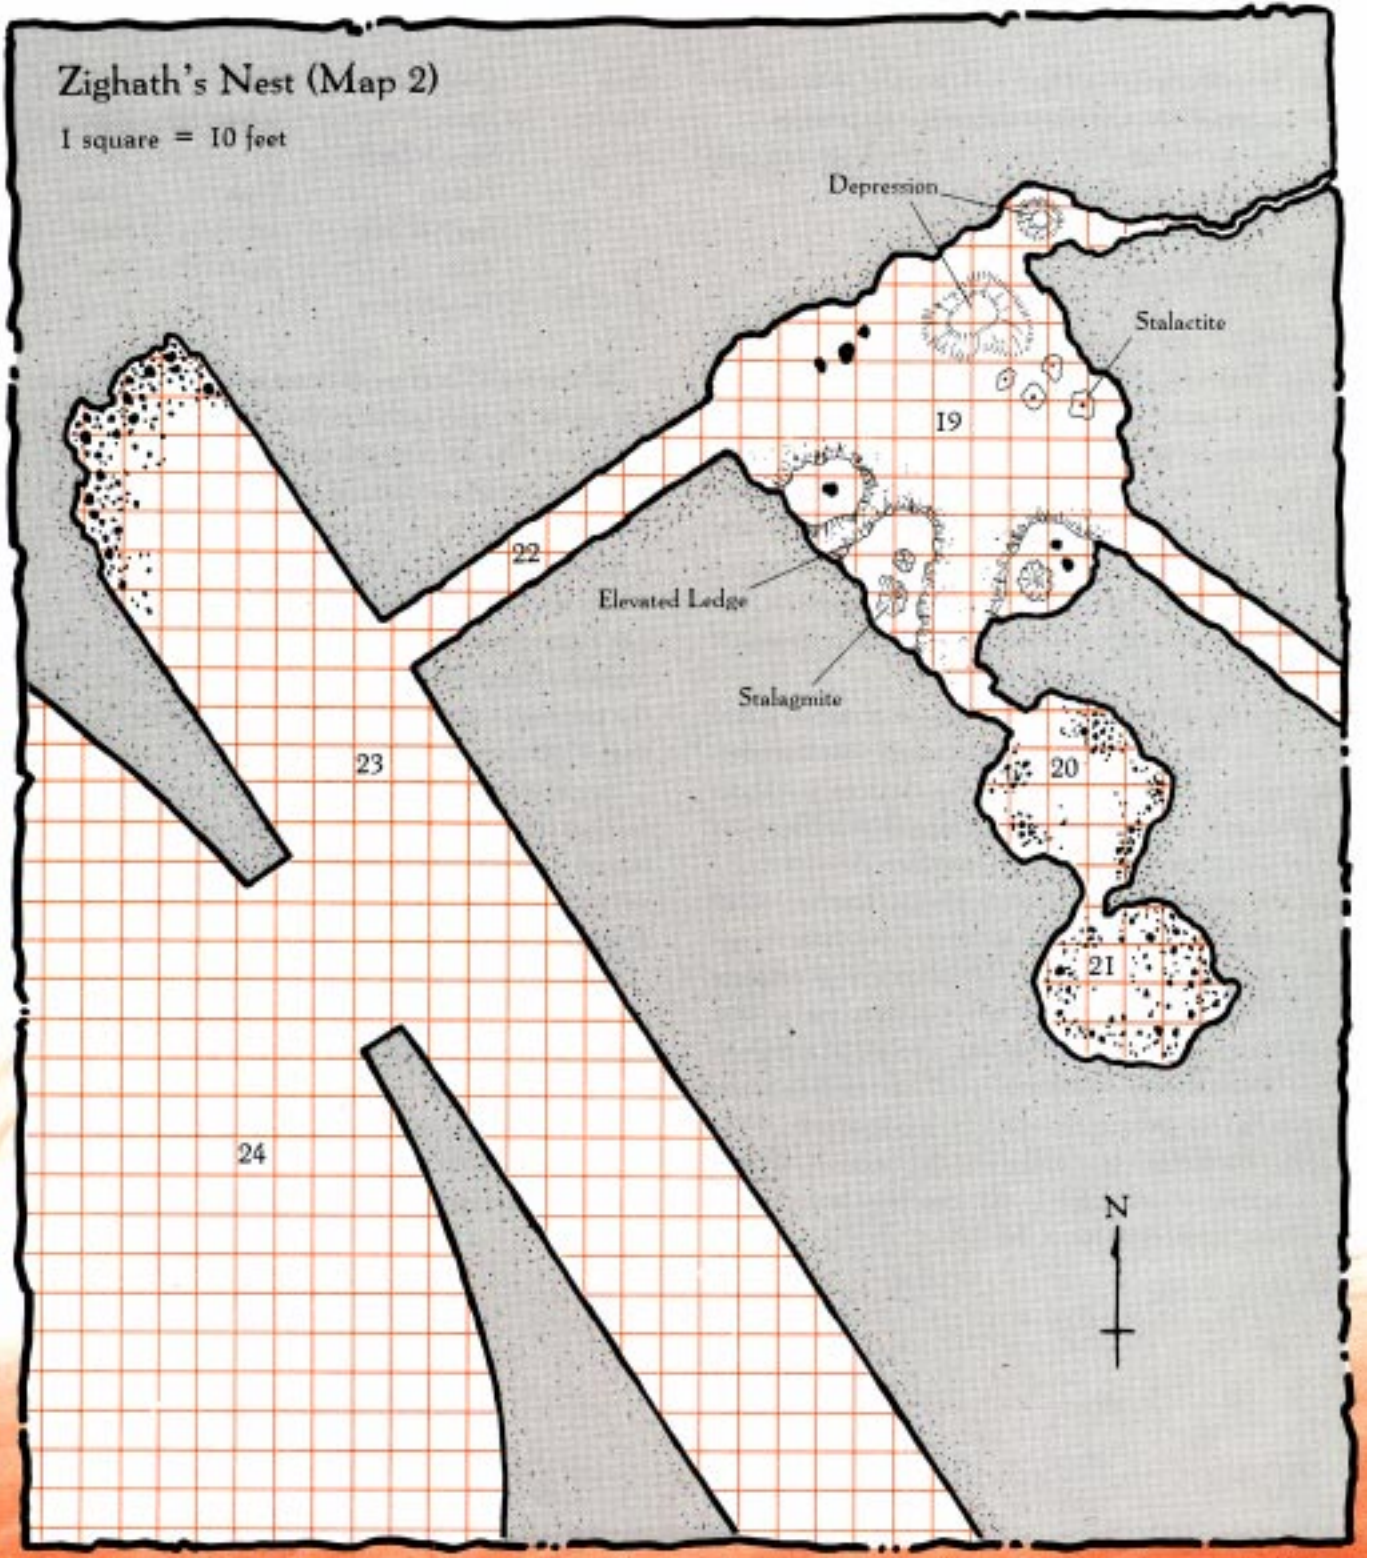 Zighath's Nest (Map 2)
1 square = 10 feet
Depression
Stalactite
19
22
Elevated Ledge
Stalagmite
23
20
21
24
N